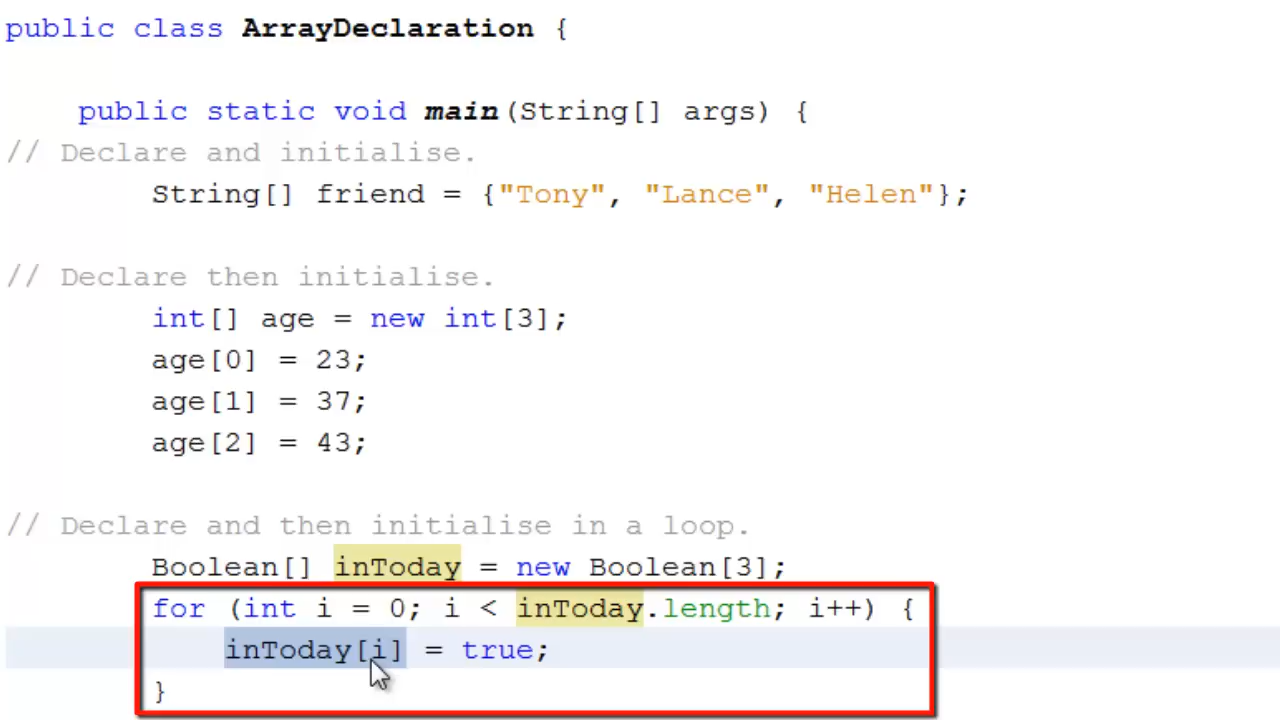 public class ArrayDeclaration {
public static void main(String[] args) {
// Declare and initialise.
String[] friend = {"Tony", "Lance", "Helen"};
// Declare then initialise.
int[] age = new int[3];
age[0] = 23;
age[1] = 37;
age[2] = 43;
// Declare and then initialise in a loop.
Boolean[] inToday = new Boolean[3];
for (int i = 0; i < inToday.length; i++) {
inToday[i] = true;
}